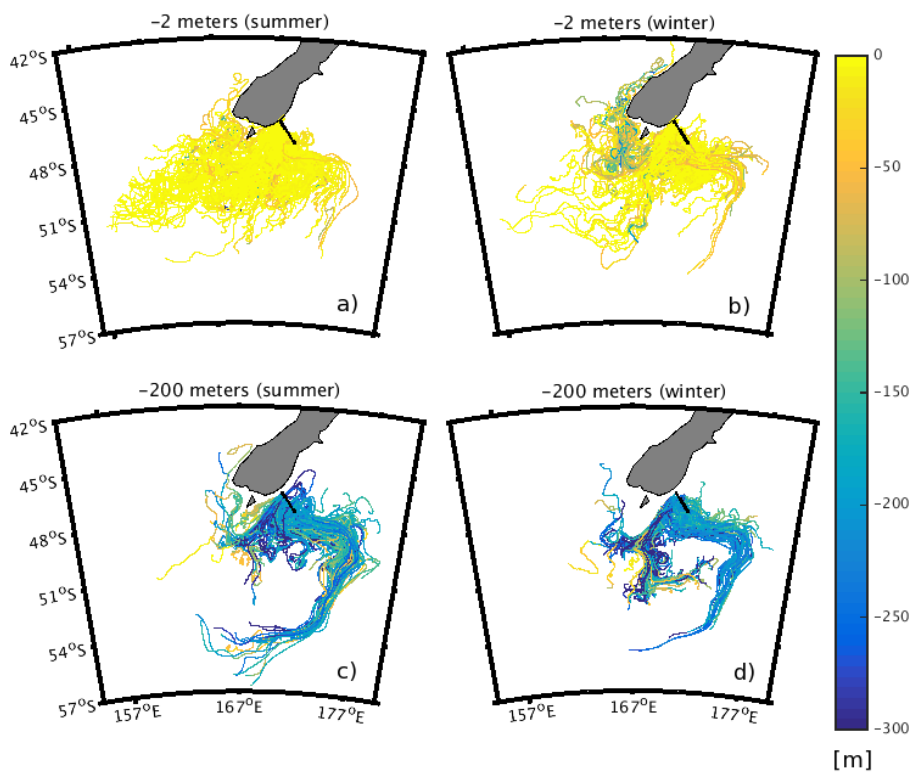 −2 meters (summer)
−2 meters (winter)
42°S
45°S
48°S
51°S
54°S
57°S
a)
b)
−200 meters (summer)
−200 meters (winter)
42°S
45°S
48°S
51°S
54°S
57°S
c)
d)
157°E
167°E
177°E
157°E
167°E
177°E
0
−50
−100
−150
−200
−250
−300
[m]